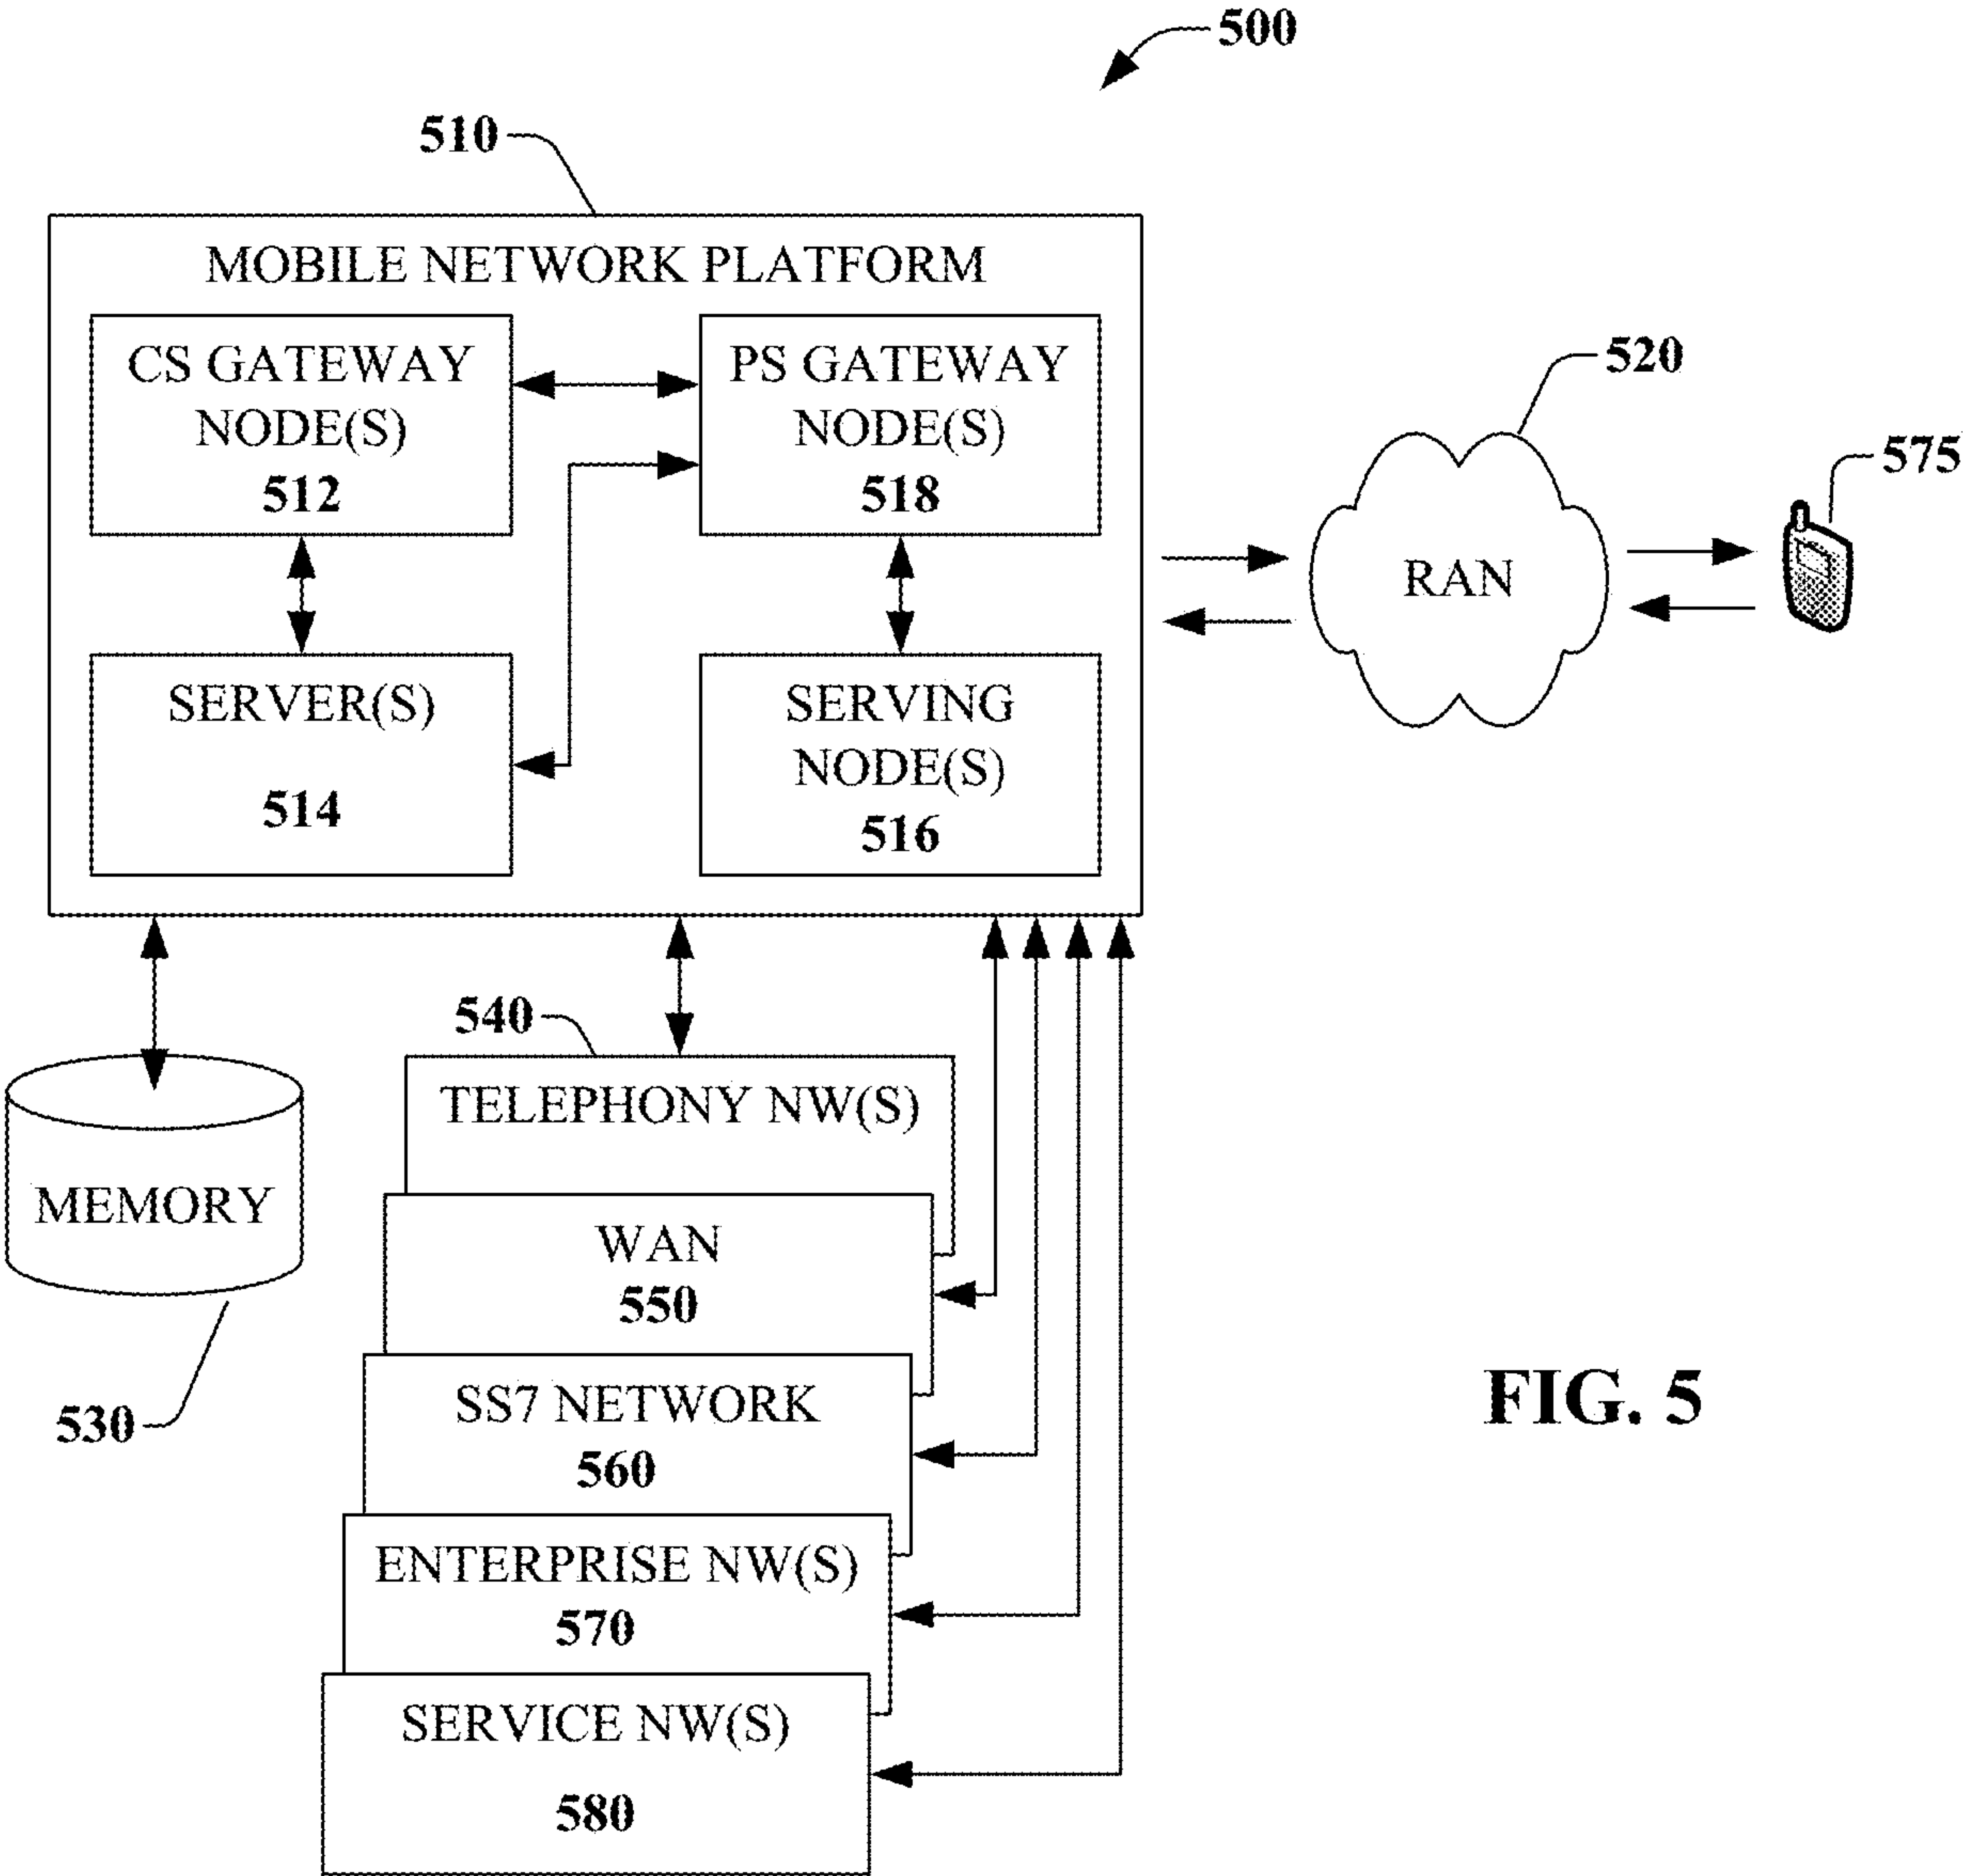 500
510
MOBILE NETWORK PLATFORM
CS GATEWAY
NODE(S)
512
PS GATEWAY
NODE(S)
518
SERVER(S)
514
SERVING
NODE(S)
516
520
RAN
575
540
TELEPHONY NW(S)
MEMORY
530
WAN
550
SS7 NETWORK
560
ENTERPRISE NW(S)
570
SERVICE NW(S)
580
FIG. 5